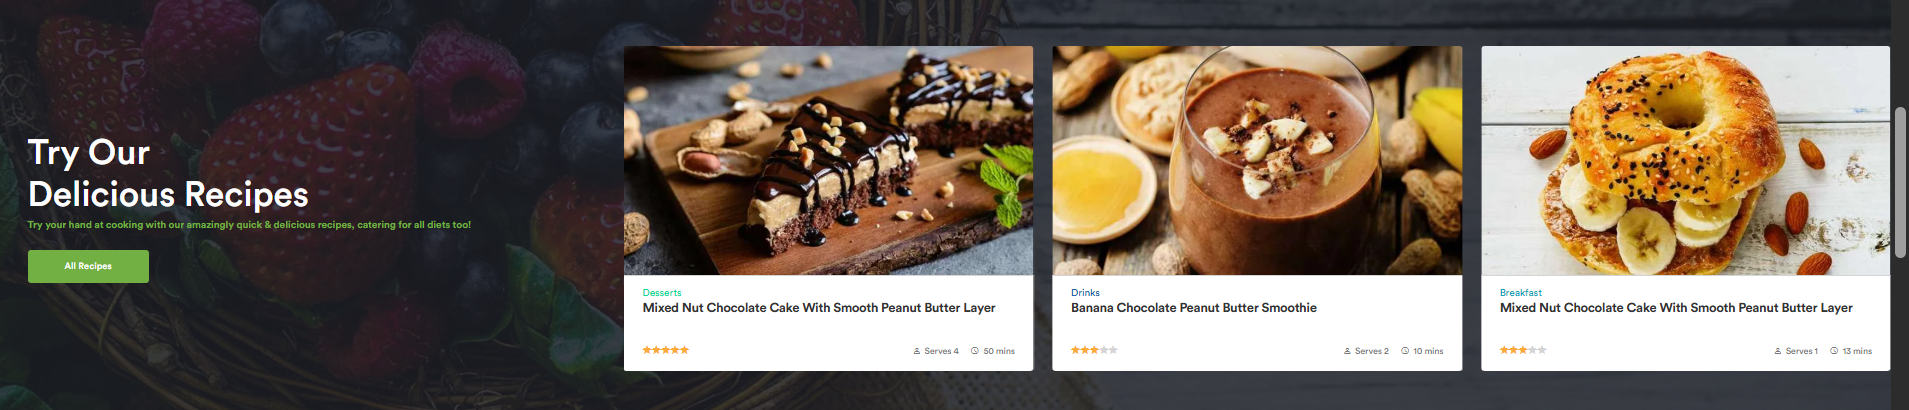 Try Our
Delicious Recipes
Try your hand at cooking with our amazingly quick & delicious recipes, catering for all diets too!
All Recipes
Desserts
Mixed Nut Chocolate Cake With Smooth Peanut Butter Layer
Serves 4 50 mins
Drinks
Banana Chocolate Peanut Butter Smoothie
Serves 2 10 mins
Breakfast
Mixed Nut Chocolate Cake With Smooth Peanut Butter Layer
Serves 1 13 mins